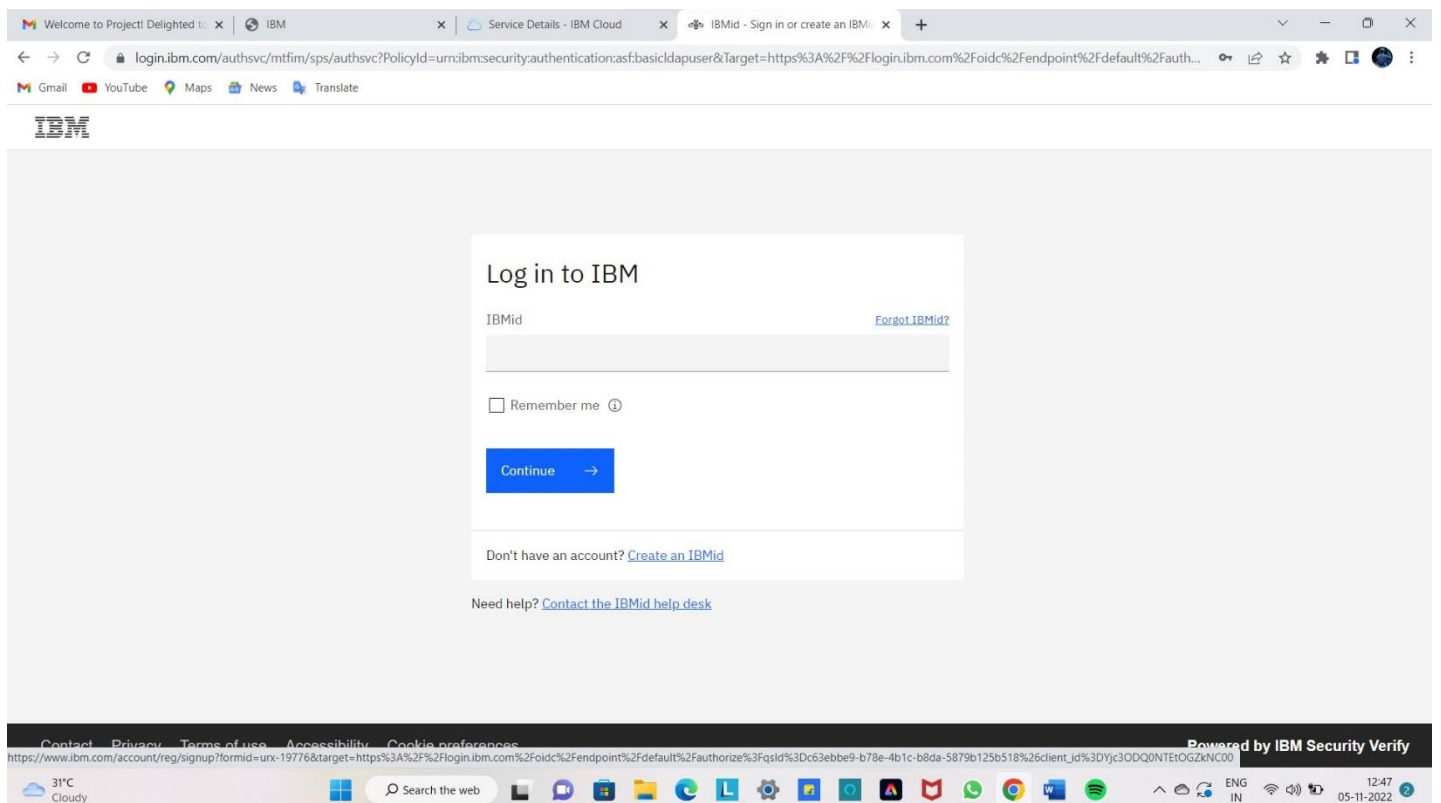 Welcome to Project! Delighted to
IBM
Service Details - IBM Cloud
IBMid - Sign in or create an IBMi
login.ibm.com/authsvc/mtfim/sps/authsvc?PolicyId=urn:ibm:security:authentication:asf:basicldapuser&Target=https%3A%2F%2Flogin.ibm.com%2Foidc%2Fendpoint%2Fdefault%2Fauth...
Gmail YouTube Maps News Translate
IBM
Log in to IBM
IBMid Forgot IBMid?
Remember me
Continue
Don't have an account? Create an IBMid
Need help? Contact the IBMid help desk
Contact Privacy Terms of use Accessibility Cookie preferences Powered by IBM Security Verify
https://www.ibm.com/account/reg/signup?formid=urx-19776&target=https%3A%2F%2Flogin.ibm.com%2Foidc%2Fendpoint%2Fdefault%2Fauthorize%3Fqsld%3Dc63ebbe9-b78e-4b1c-b8da-5879b125b518%26client_id%3DYjc3ODQ0NTEtOGZkNC00
31°C
Cloudy
Search the web
ENG
IN
12:47
05-11-2022
2